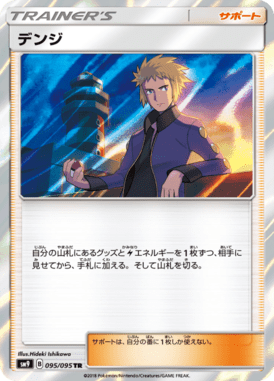 TRAINER'S
サポート
デンジ
自分の山札にあるグッズとエネルギーを1枚ずつ、相手に
見せてから、手札に加える。そして山札を切る。
サポートは、自分の番に1枚しか使えない。
Illus.Hideki Ishikawa
SM9 095/095 TR
©2018 Pokémon/Nintendo/Creatures/GAME FREAK.